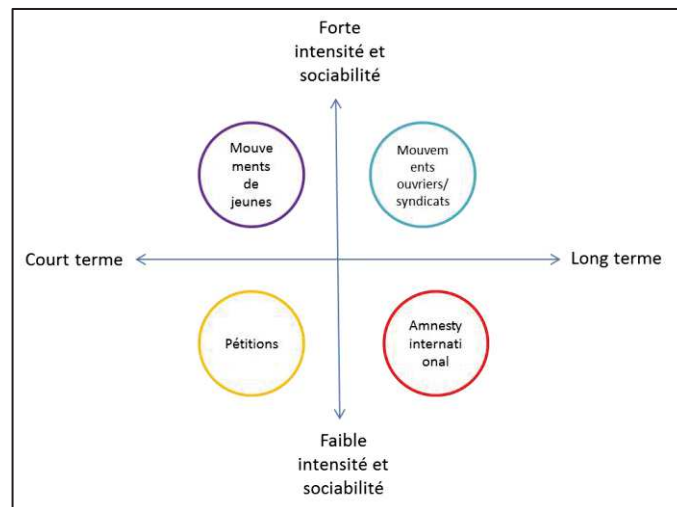 Forte
intensité et
sociabilité
Mouve
ments
de
jeunes
Mouvem
ents
ouvriers/
syndicats
Court terme
Long terme
Pétitions
Amnesty
internati
onal
Faible
intensité et
sociabilité